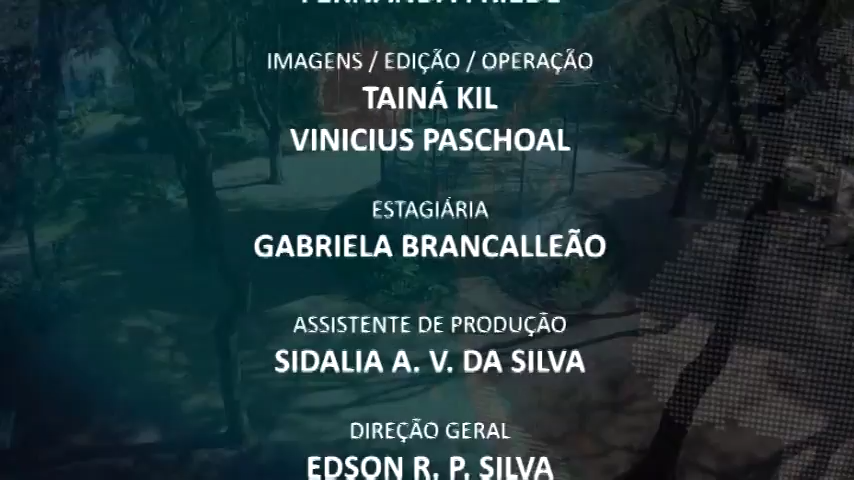 IMAGENS / EDIÇÃO / OPERAÇÃO
TAINÁ KIL
VINICIUS PASCHOAL
ESTAGIÁRIA
GABRIELA BRANCALLEÃO
ASSISTENTE DE PRODUÇÃO
SIDALIA A. V. DA SILVA
DIREÇÃO GERAL
EDSON R. P. SILVA